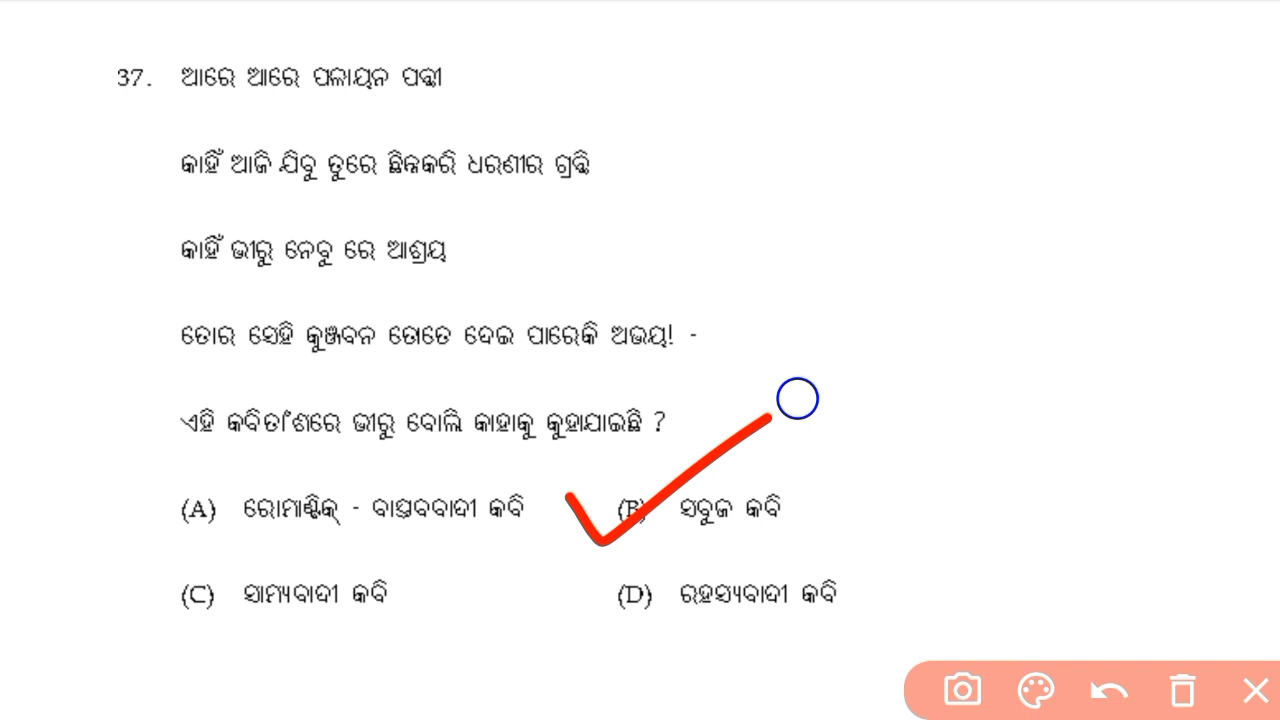 37. ଆରେ ଆରେ ପଳାୟନ ପନ୍ଥୀ
କାହିଁ ଆଜି ଯିବୁ ତୁରେ ଛିନ୍ନକରି ଧରଣୀର ଗ୍ରନ୍ଥି
କାହିଁ ଭୀରୁ ନେବୁ ରେ ଆଶ୍ରୟ
ତୋର ସେହି କୁଞ୍ଜବନ ତୋତେ ଦେଇ ପାରେକି ଅଭୟ! -
ଏହି କବିତାଂଶରେ ଭୀରୁ ବୋଲି କାହାକୁ କୁହାଯାଇଛି ?
(A) ରୋମାଣ୍ଟିକ୍ - ବାସ୍ତବବାଦୀ କବି (B) ସବୁଜ କବି
(C) ସାମ୍ୟବାଦୀ କବି (D) ରହସ୍ୟବାଦୀ କବି